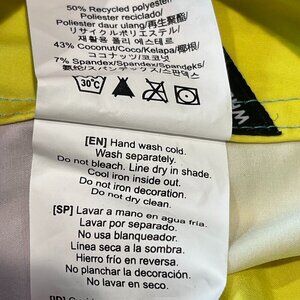 50% Recycled polyester
Poliester reciclado/
Poliester daur ulang/再生聚酯/
リサイクルポリエステル/
재활용 폴리에스테르
43% Coconut/Coco/Kelapa/椰棕/
ココナッツ/코코넛
7% Spandex/Spandex/Spandeks/
氨纶/スパンデックス/스판덱스
30°C
[EN] Hand wash cold.
Wash separately.
Do not bleach. Line dry in shade.
Cool iron inside out.
Do not iron decoration.
Do not dry clean.
[SP] Lavar a mano en agua fría.
Lavar por separado.
No usa blanqueador.
Línea seca a la sombra.
Hierro frío en reversa.
No planchar la decoración.
No lavar en seco.